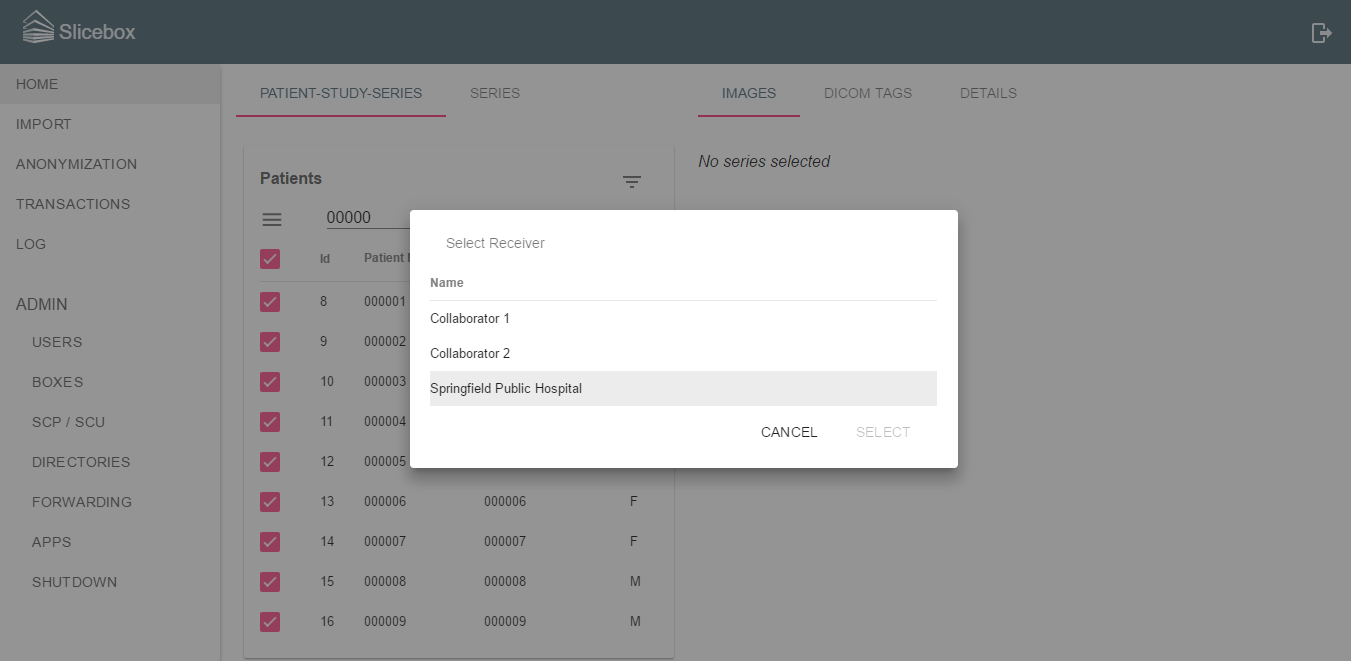 Slicebox
HOME
IMPORT
ANONYMIZATION
TRANSACTIONS
LOG
ADMIN
USERS
BOXES
SCP / SCU
DIRECTORIES
FORWARDING
APPS
SHUTDOWN
PATIENT-STUDY-SERIES SERIES
Patients
00000
Id Patient
8 000001
9 000002
10 000003
11 000004
12 000005
13 000006 000006 F
14 000007 000007 F
15 000008 000008 M
16 000009 000009 M
IMAGES DICOM TAGS DETAILS
No series selected
Select Receiver
Name
Collaborator 1
Collaborator 2
Springfield Public Hospital
CANCEL SELECT